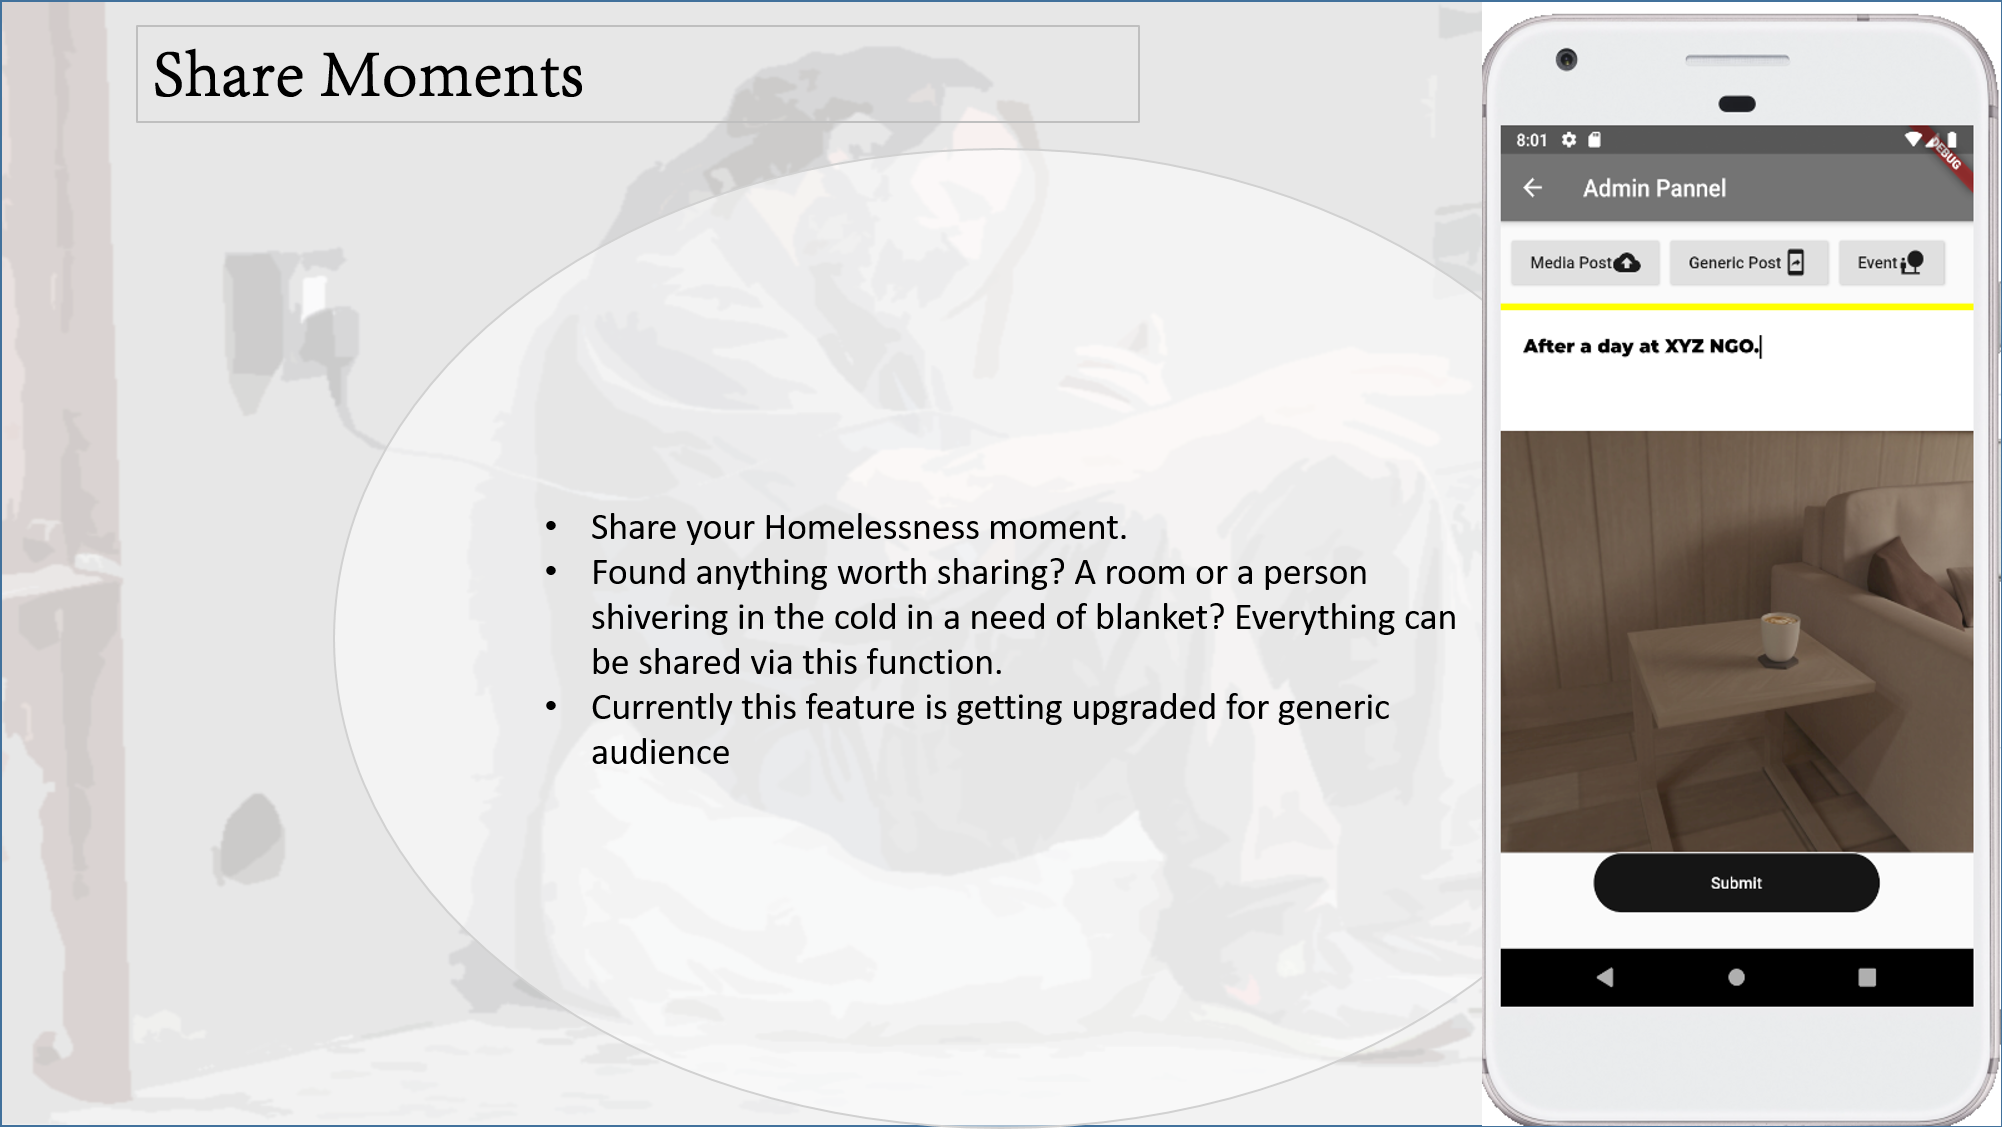 Share Moments
• Share your Homelessness moment.
• Found anything worth sharing? A room or a person
shivering in the cold in a need of blanket? Everything can
be shared via this function.
• Currently this feature is getting upgraded for generic
audience
8:01
DEBUG
Admin Pannel
Media Post
Generic Post
Event
After a day at XYZ NGO.
Submit